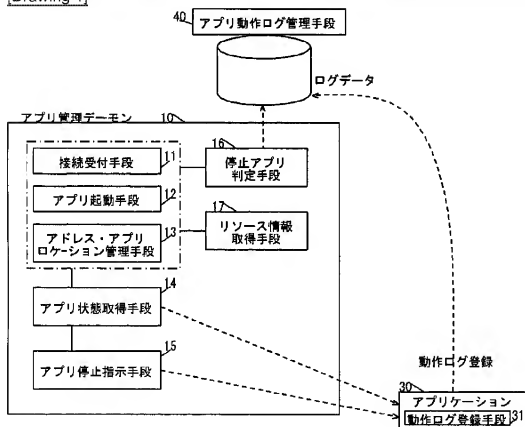 [Drawing 1]
40
アプリ動作ログ管理手段
ログデータ
アプリ管理デーモン
10
接続受付手段
11
アプリ起動手段
12
アドレス・アプリ
ロケーション管理手段
13
アプリ状態取得手段
14
アプリ停止指示手段
15
16
停止アプリ
判定手段
17
リソース情報
取得手段
動作ログ登録
30
アプリケーション
動作ログ登録手段
31